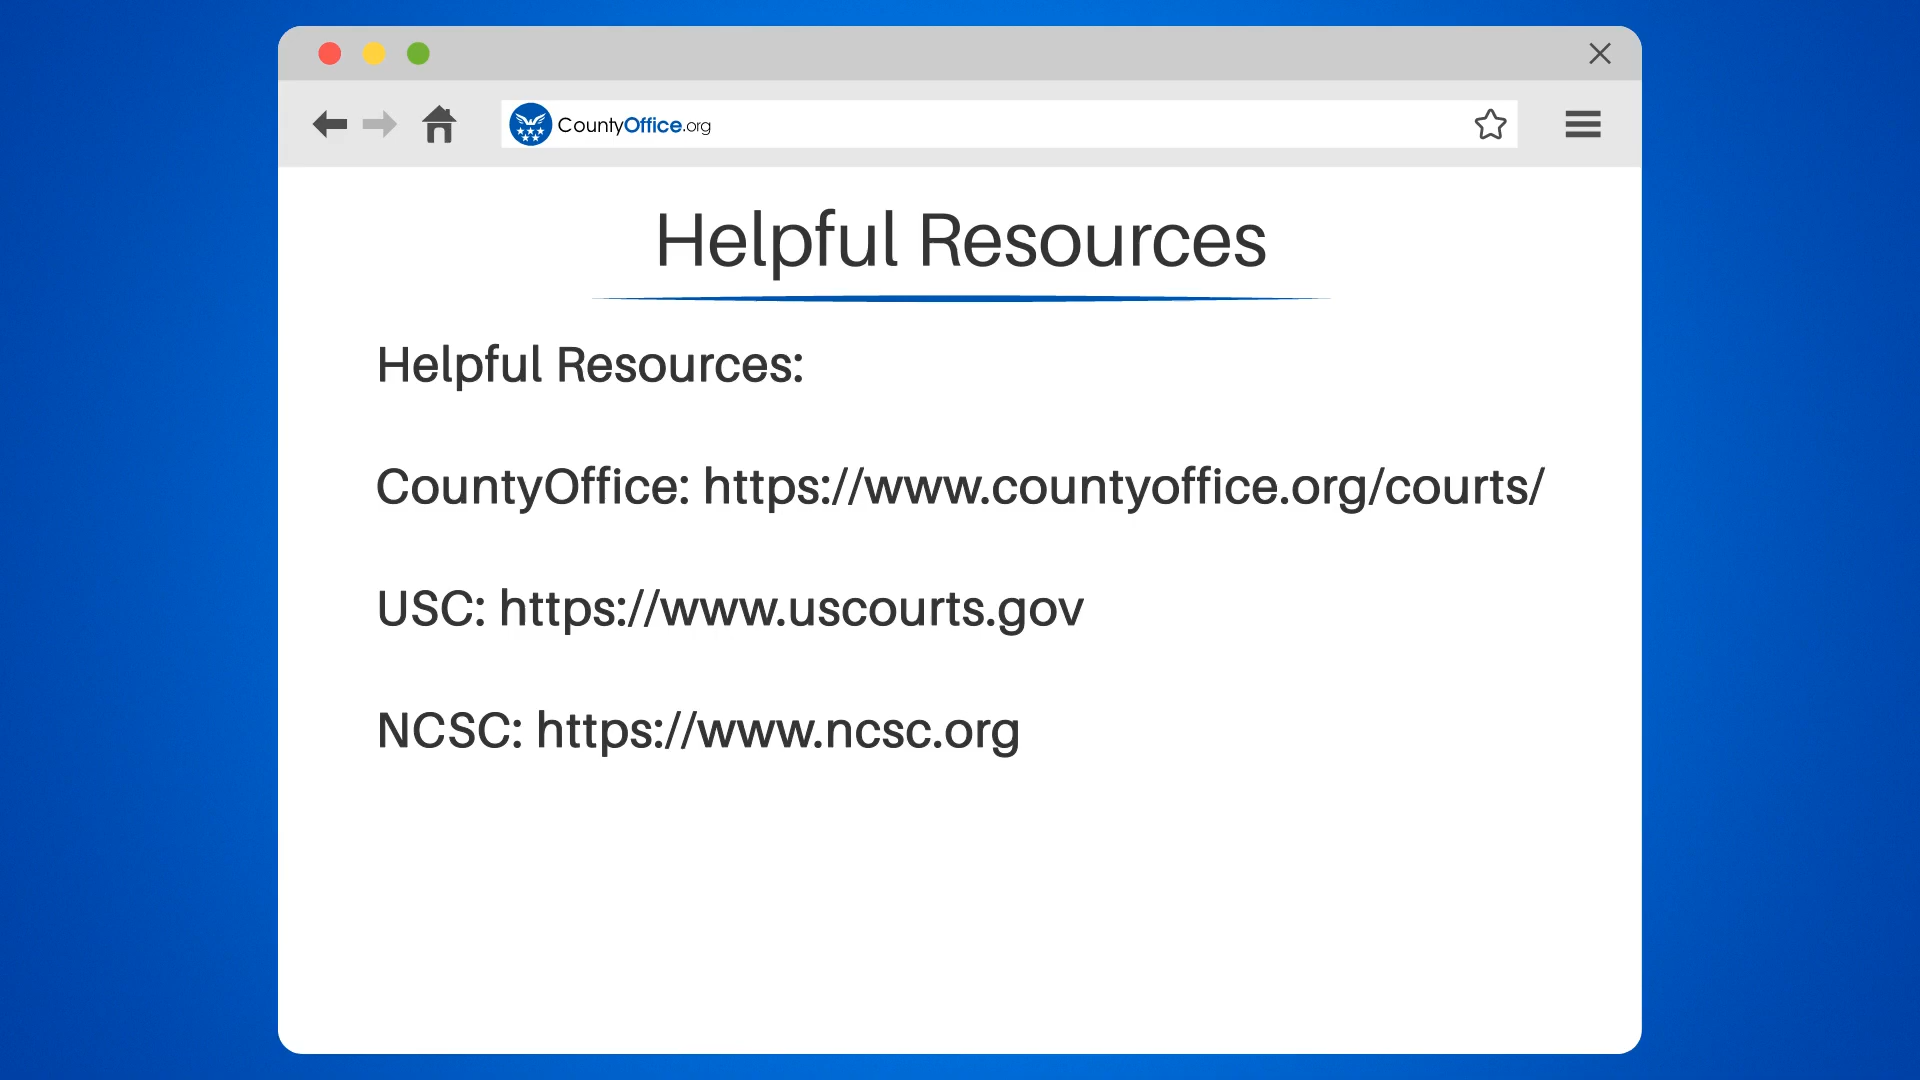 CountyOffice.org
Helpful Resources
Helpful Resources:
CountyOffice: https://www.countyoffice.org/courts/
USC: https://www.uscourts.gov
NCSC: https://www.ncsc.org